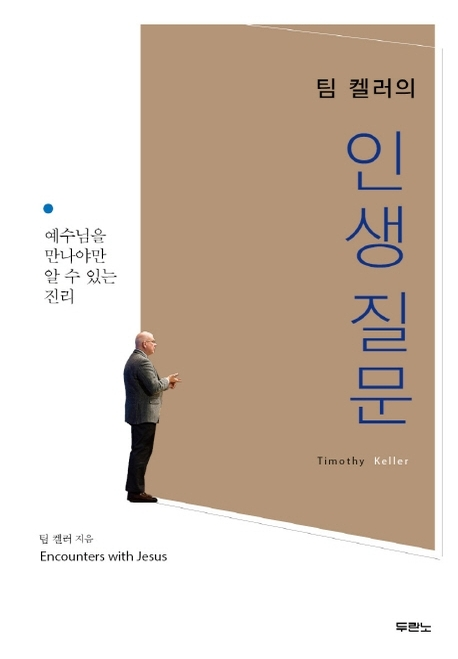 팀 켈러의
인생 질문
예수님을
만나야만
알 수 있는
진리
Timothy Keller
팀 켈러 지음
Encounters with Jesus
두란노